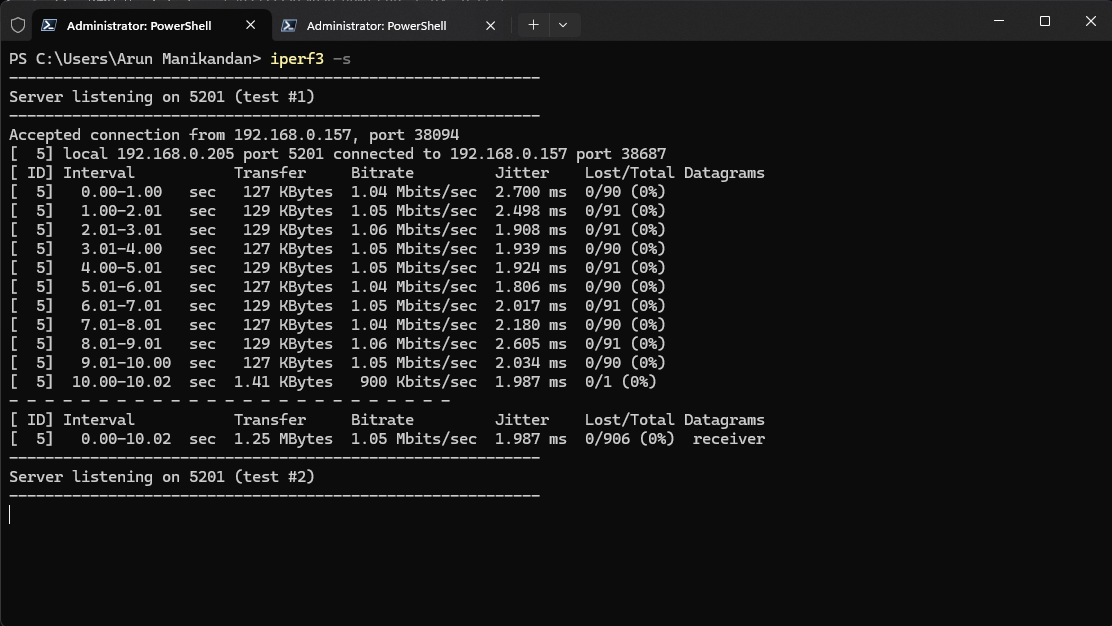 Administrator: PowerShell
Administrator: PowerShell
PS C:\Users\Arun Manikandan> iperf3 -s
-----------------------------------------------------------
Server listening on 5201 (test #1)
-----------------------------------------------------------
Accepted connection from 192.168.0.157, port 38094
[  5] local 192.168.0.205 port 5201 connected to 192.168.0.157 port 38687
[ ID] Interval           Transfer     Bitrate         Jitter    Lost/Total Datagrams
[  5]   0.00-1.00   sec   127 KBytes  1.04 Mbits/sec  2.700 ms  0/90 (0%)
[  5]   1.00-2.01   sec   129 KBytes  1.05 Mbits/sec  2.498 ms  0/91 (0%)
[  5]   2.01-3.01   sec   129 KBytes  1.06 Mbits/sec  1.908 ms  0/91 (0%)
[  5]   3.01-4.00   sec   127 KBytes  1.05 Mbits/sec  1.939 ms  0/90 (0%)
[  5]   4.00-5.01   sec   129 KBytes  1.05 Mbits/sec  1.924 ms  0/91 (0%)
[  5]   5.01-6.01   sec   127 KBytes  1.04 Mbits/sec  1.806 ms  0/90 (0%)
[  5]   6.01-7.01   sec   129 KBytes  1.05 Mbits/sec  2.017 ms  0/91 (0%)
[  5]   7.01-8.01   sec   127 KBytes  1.04 Mbits/sec  2.180 ms  0/90 (0%)
[  5]   8.01-9.01   sec   129 KBytes  1.06 Mbits/sec  2.605 ms  0/91 (0%)
[  5]   9.01-10.00  sec   127 KBytes  1.05 Mbits/sec  2.034 ms  0/90 (0%)
[  5]  10.00-10.02  sec  1.41 KBytes   900 Kbits/sec  1.987 ms  0/1 (0%)
- - - - - - - - - - - - - - - - - - - - - - - - -
[ ID] Interval           Transfer     Bitrate         Jitter    Lost/Total Datagrams
[  5]   0.00-10.02  sec  1.25 MBytes  1.05 Mbits/sec  1.987 ms  0/906 (0%)  receiver
-----------------------------------------------------------
Server listening on 5201 (test #2)
-----------------------------------------------------------